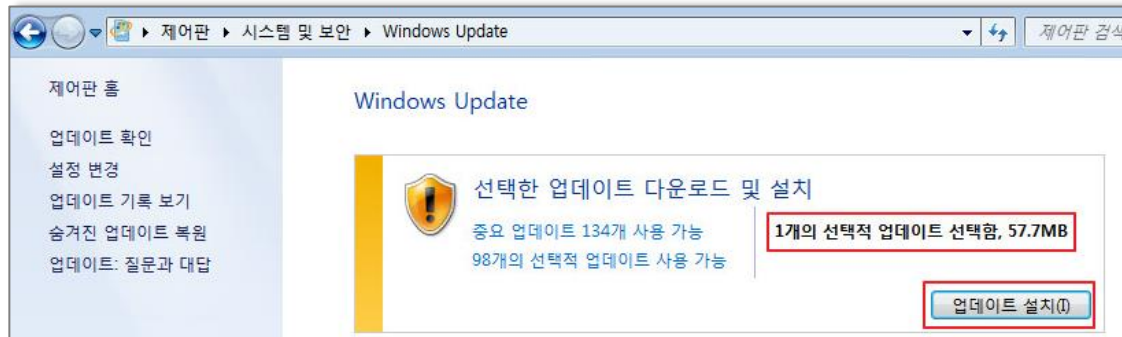 제어판 ▸ 시스템 및 보안 ▸ Windows Update
제어판 검색
제어판 홈
업데이트 확인
설정 변경
업데이트 기록 보기
숨겨진 업데이트 복원
업데이트: 질문과 대답
Windows Update
선택한 업데이트 다운로드 및 설치
중요 업데이트 134개 사용 가능
98개의 선택적 업데이트 사용 가능
1개의 선택적 업데이트 선택함, 57.7MB
업데이트 설치(I)